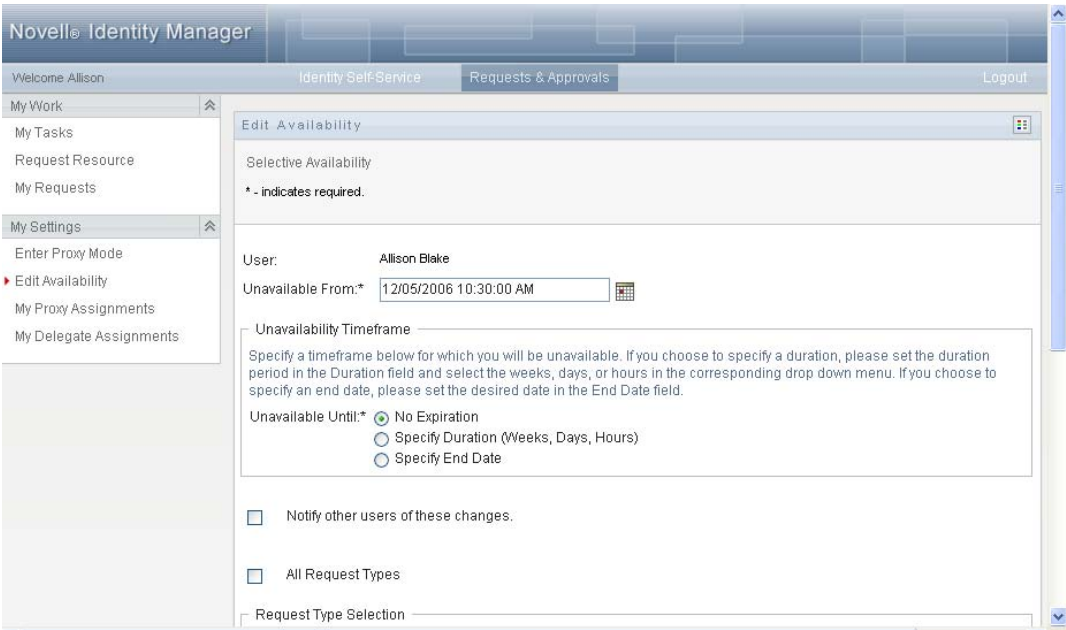 Novell® Identity Manager
Welcome Allison
Identity Self-Service
Requests & Approvals
Logout
My Work
My Tasks
Request Resource
My Requests
My Settings
Enter Proxy Mode
Edit Availability
My Proxy Assignments
My Delegate Assignments
Edit Availability
Selective Availability
* - indicates required.
User: Allison Blake
Unavailable From:* 12/05/2006 10:30:00 AM
Unavailability Timeframe
Specify a timeframe below for which you will be unavailable. If you choose to specify a duration, please set the duration
period in the Duration field and select the weeks, days, or hours in the corresponding drop down menu. If you choose to
specify an end date, please set the desired date in the End Date field.
Unavailable Until:* No Expiration
Specify Duration (Weeks, Days, Hours)
Specify End Date
Notify other users of these changes.
All Request Types
Request Type Selection